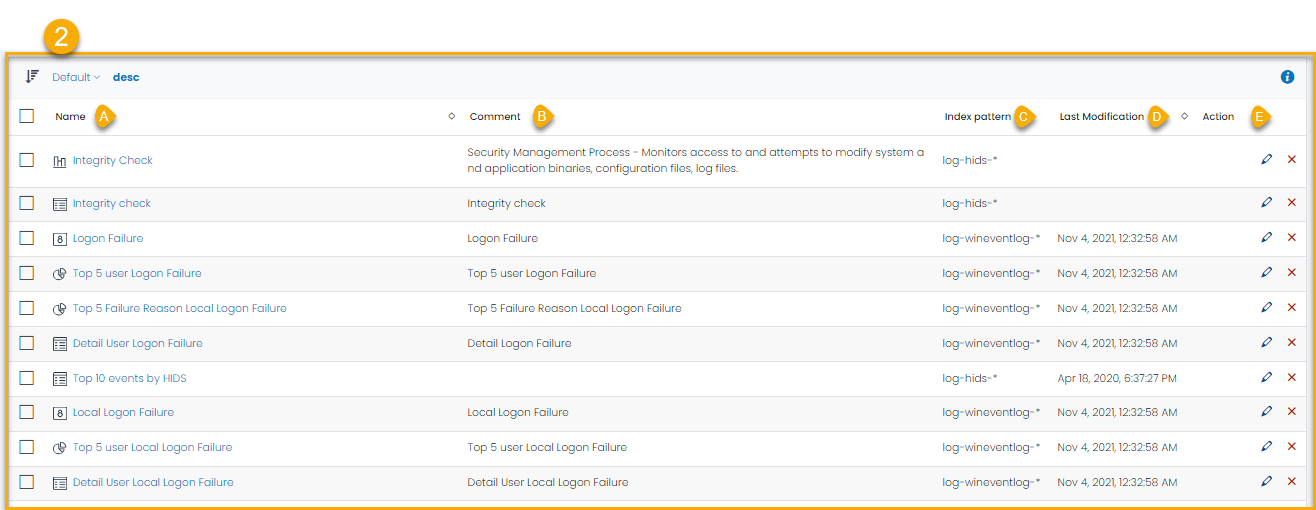 2
Default desc
Name A Comment B Index pattern C Last Modification D Action E
Integrity Check Security Management Process - Monitors access to and attempts to modify system a log-hids-*
nd application binaries, configuration files, log files.
Integrity check Integrity check log-hids-*
8 Logon Failure Logon Failure log-wineventlog-* Nov 4, 2021, 12:32:58 AM
Top 5 user Logon Failure Top 5 user Logon Failure log-wineventlog-* Nov 4, 2021, 12:32:58 AM
Top 5 Failure Reason Local Logon Failure Top 5 Failure Reason Local Logon Failure log-wineventlog-* Nov 4, 2021, 12:32:58 AM
Detail User Logon Failure Detail Logon Failure log-wineventlog-* Nov 4, 2021, 12:32:58 AM
Top 10 events by HIDS log-hids-* Apr 18, 2020, 6:37:27 PM
8 Local Logon Failure Local Logon Failure log-wineventlog-* Nov 4, 2021, 12:32:58 AM
Top 5 user Local Logon Failure Top 5 user Local Logon Failure log-wineventlog-* Nov 4, 2021, 12:32:58 AM
Detail User Local Logon Failure Detail User Local Logon Failure log-wineventlog-* Nov 4, 2021, 12:32:58 AM